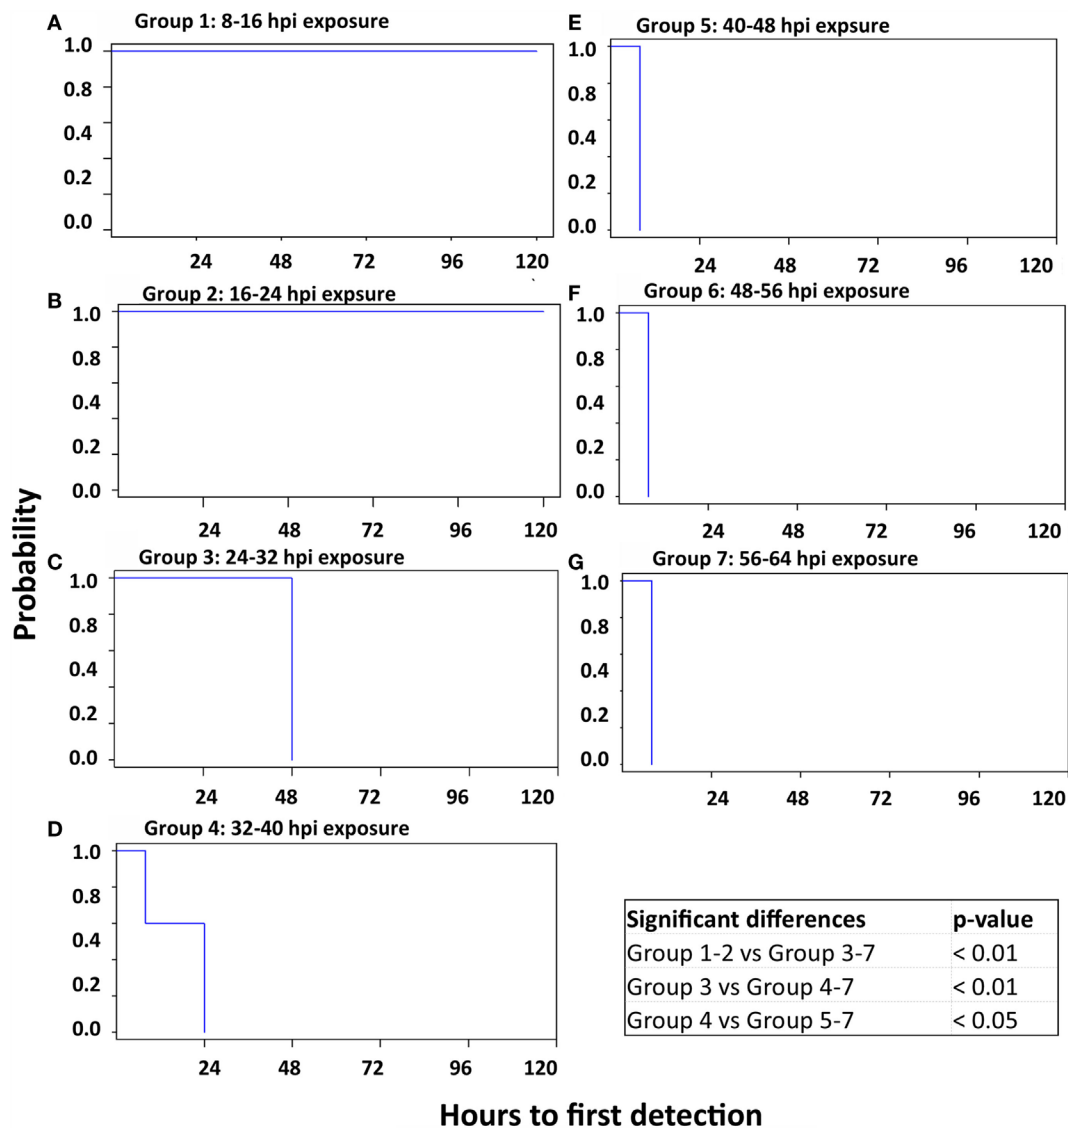 A
Group 1: 8-16 hpi exposure
1.0
0.8
0.4
0.2
0.0
24 48 72 96 120
B
Group 2: 16-24 hpi expsure
1.0
0.8
0.4
0.2
0.0
24 48 72 96 120
C
Group 3: 24-32 hpi exposure
1.0
0.8
0.4
0.2
0.0
24 48 72 96 120
D
Group 4: 32-40 hpi exposure
1.0
0.8
0.4
0.2
0.0
24 48 72 96 120
E
Group 5: 40-48 hpi expsure
1.0
0.8
0.4
0.2
0.0
24 48 72 96 120
F
Group 6: 48-56 hpi exposure
1.0
0.8
0.4
0.2
0.0
24 48 72 96 120
G
Group 7: 56-64 hpi exposure
1.0
0.8
0.4
0.2
0.0
24 48 72 96 120
Significant differences p-value
Group 1-2 vs Group 3-7 < 0.01
Group 3 vs Group 4-7 < 0.01
Group 4 vs Group 5-7 < 0.05
Probability
Hours to first detection